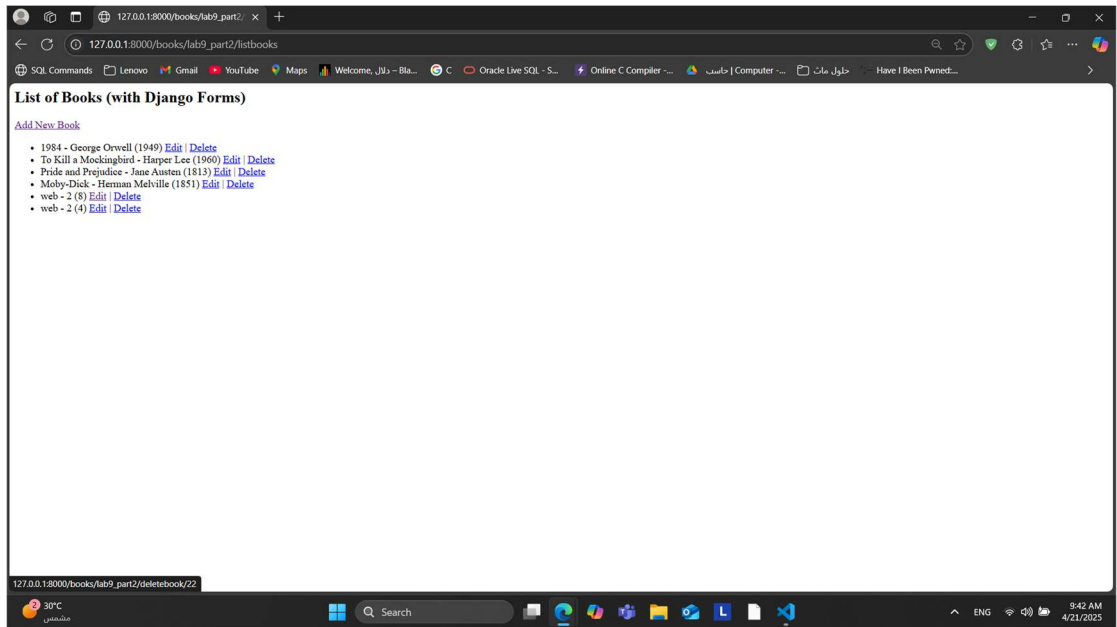 127.0.0.1:8000/books/lab9_part2/
127.0.0.1:8000/books/lab9_part2/listbooks
SQL Commands Lenovo Gmail YouTube Maps Welcome, دلال – Bla... G C Oracle Live SQL - S... Online C Compiler -... حاسب | Computer -... حلول ماث Have I Been Pwned:...
List of Books (with Django Forms)
Add New Book
1984 - George Orwell (1949) Edit | Delete
To Kill a Mockingbird - Harper Lee (1960) Edit | Delete
Pride and Prejudice - Jane Austen (1813) Edit | Delete
Moby-Dick - Herman Melville (1851) Edit | Delete
web - 2 (8) Edit | Delete
web - 2 (4) Edit | Delete
127.0.0.1:8000/books/lab9_part2/deletebook/22
2 30°C Search L ENG 9:42 AM
مشمس 4/21/2025